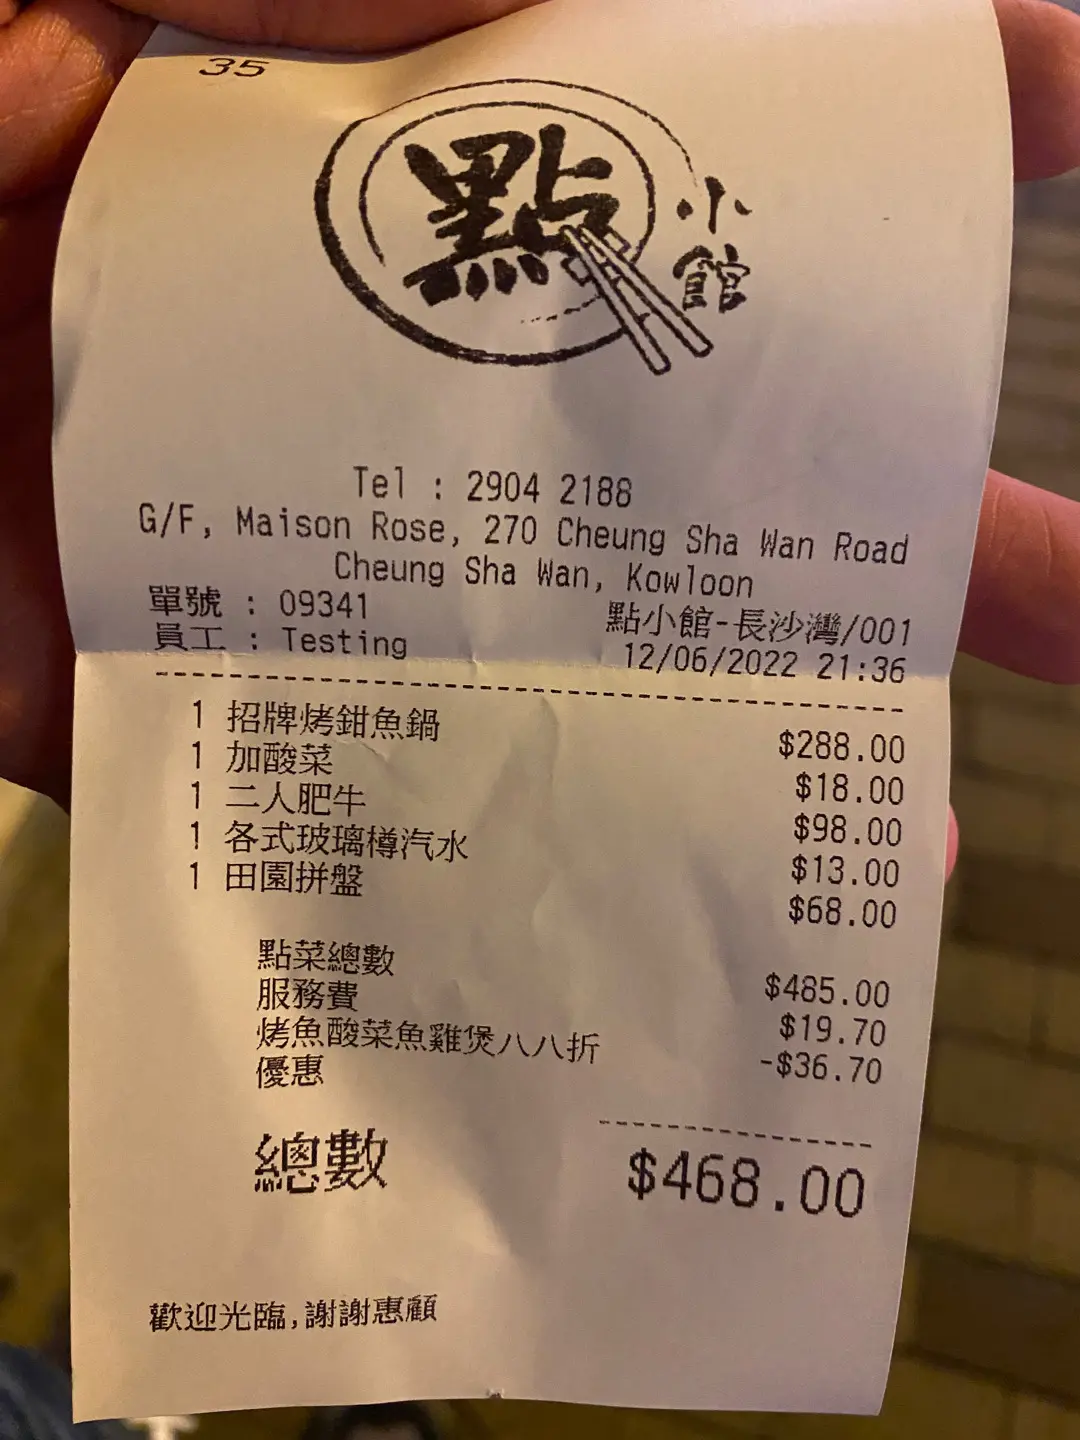 35
點
小
館
Tel : 2904 2188
G/F, Maison Rose, 270 Cheung Sha Wan Road
Cheung Sha Wan, Kowloon
單號 : 09341 點小館-長沙灣/001
員工 : Testing 12/06/2022 21:36
1 招牌烤鉗魚鍋 $288.00
1 加酸菜 $18.00
1 二人肥牛 $98.00
1 各式玻璃樽汽水 $13.00
1 田園拼盤 $68.00
點菜總數 $485.00
服務費 $19.70
烤魚酸菜魚雞煲八八折 -$36.70
優惠
總數 $468.00
歡迎光臨,謝謝惠顧